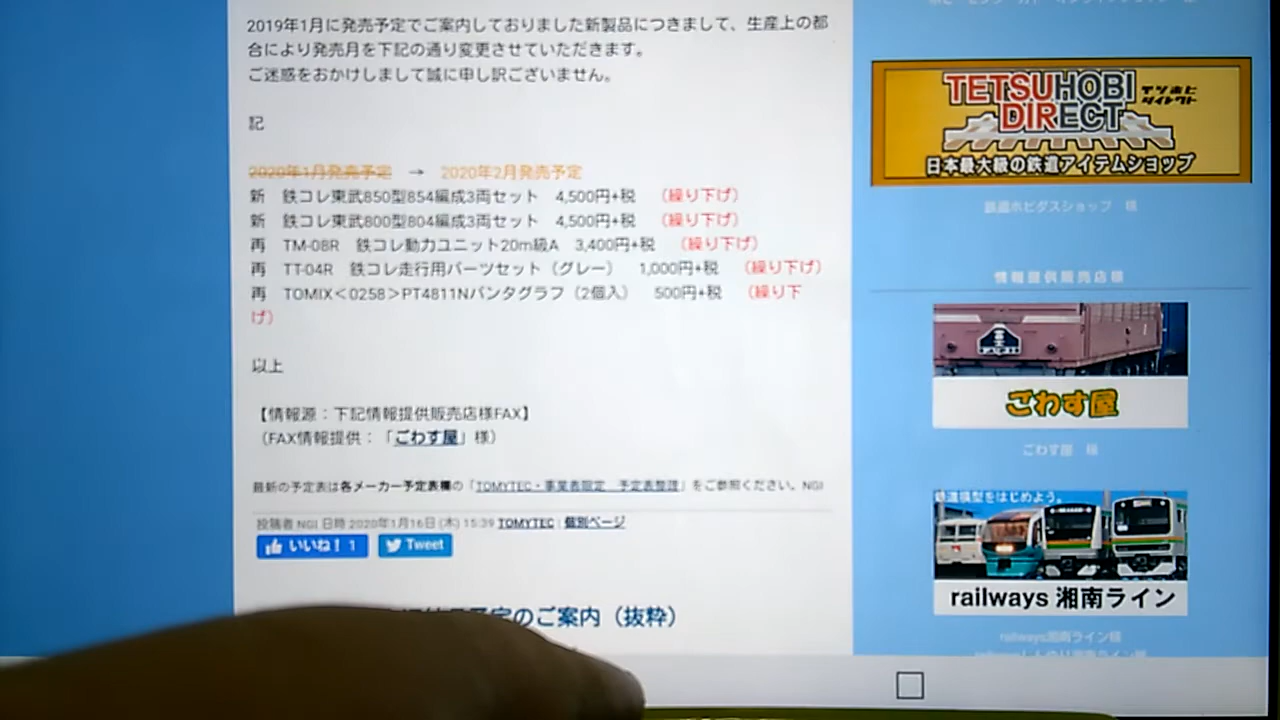 2019年1月に発売予定でご案内しておりました新製品につきまして、生産上の都
合により発売月を下記の通り変更させていただきます。
ご迷惑をおかけしまして誠に申し訳ございません。
記
2020年1月発売予定 → 2020年2月発売予定
新 鉄コレ東武850型854編成3両セット 4,500円+税 （繰り下げ）
新 鉄コレ東武800型804編成3両セット 4,500円+税 （繰り下げ）
再 TM-08R 鉄コレ動力ユニット20m級A 3,400円+税 （繰り下げ）
再 TT-04R 鉄コレ走行用パーツセット（グレー） 1,000円+税 （繰り下げ）
再 TOMIX＜0258＞PT4811Nパンタグラフ（2個入） 500円+税 （繰り下
げ）
以上
【情報源：下記情報提供販売店様FAX】
（FAX情報提供：「ごわす屋」様）
最新の予定表は各メーカー予定表欄の「TOMYTEC・事業者限定 予定表整理」をご参照ください。NGI
投稿者 NGI 日時 2020年1月16日 (木) 15:39 TOMYTEC | 個別ページ
いいね！ 1 Tweet
予定のご案内（抜粋）
TETSUHOBI
DIRECT
テツホビ
ダイレクト
日本最大級の鉄道アイテムショップ
鉄道ホビダスショップ 様
情報提供販売店様
富士
ごわす屋
ごわす屋 様
鉄道模型をはじめよう。
railways 湘南ライン
railways湘南ライン様